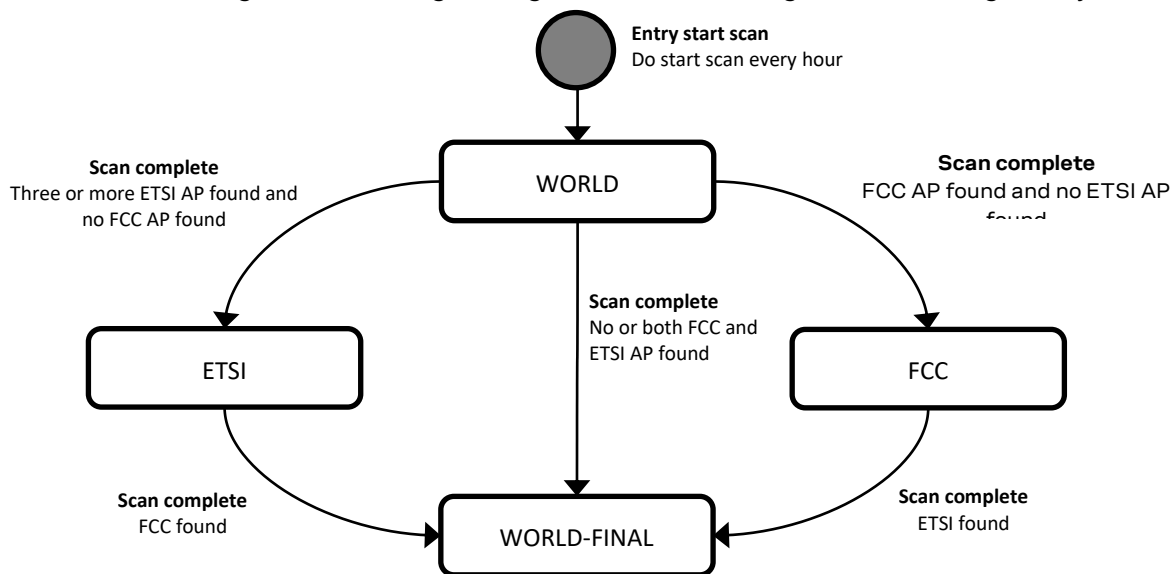 Entry start scan
Do start scan every hour
WORLD
Scan complete
Three or more ETSI AP found and
no FCC AP found
Scan complete
FCC AP found and no ETSI AP
found
Scan complete
No or both FCC and
ETSI AP found
ETSI
FCC
Scan complete
FCC found
Scan complete
ETSI found
WORLD-FINAL